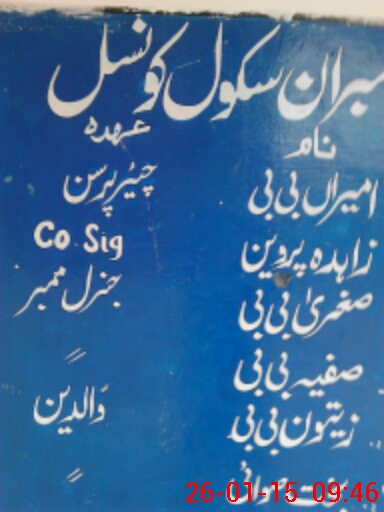 ممبران سکول کونسل
نام عہدہ
امیراں بی بی چیئرپرسن
زاہدہ پروین Co Sig
صغریٰ بی بی جنرل ممبر
صفیہ بی بی //
زیتون بی بی والدین
//
26-01-15 09:46